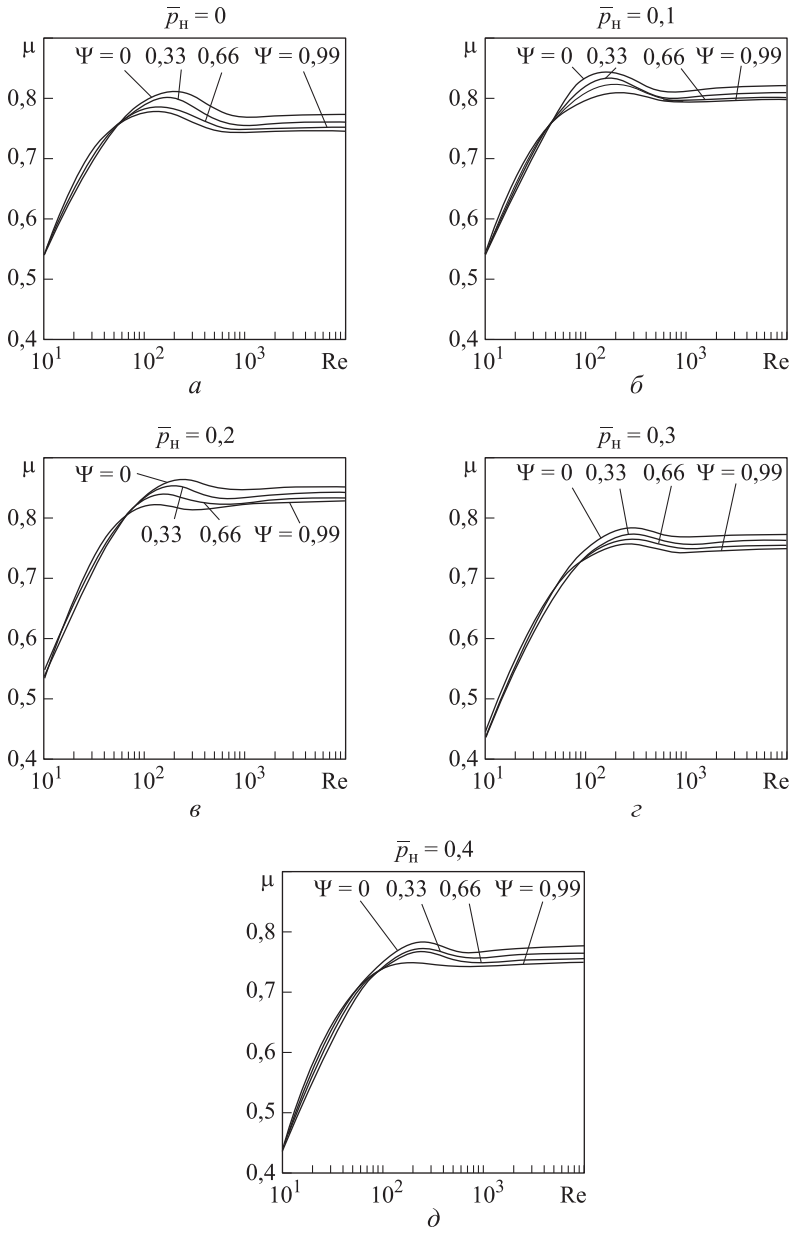 p̅н = 0
μ
Ψ = 0 0,33 0,66 Ψ = 0,99
0,8
0,7
0,6
0,5
0,4
10¹ 10² 10³ Re
а
p̅н = 0,1
μ
Ψ = 0 0,33 0,66 Ψ = 0,99
0,8
0,7
0,6
0,5
0,4
10¹ 10² 10³ Re
б
p̅н = 0,2
μ
Ψ = 0
0,8
0,33 0,66 Ψ = 0,99
0,7
0,6
0,5
0,4
10¹ 10² 10³ Re
в
p̅н = 0,3
μ
Ψ = 0 0,33 0,66 Ψ = 0,99
0,8
0,7
0,6
0,5
0,4
10¹ 10² 10³ Re
г
p̅н = 0,4
μ
Ψ = 0 0,33 0,66 Ψ = 0,99
0,8
0,7
0,6
0,5
0,4
10¹ 10² 10³ Re
д